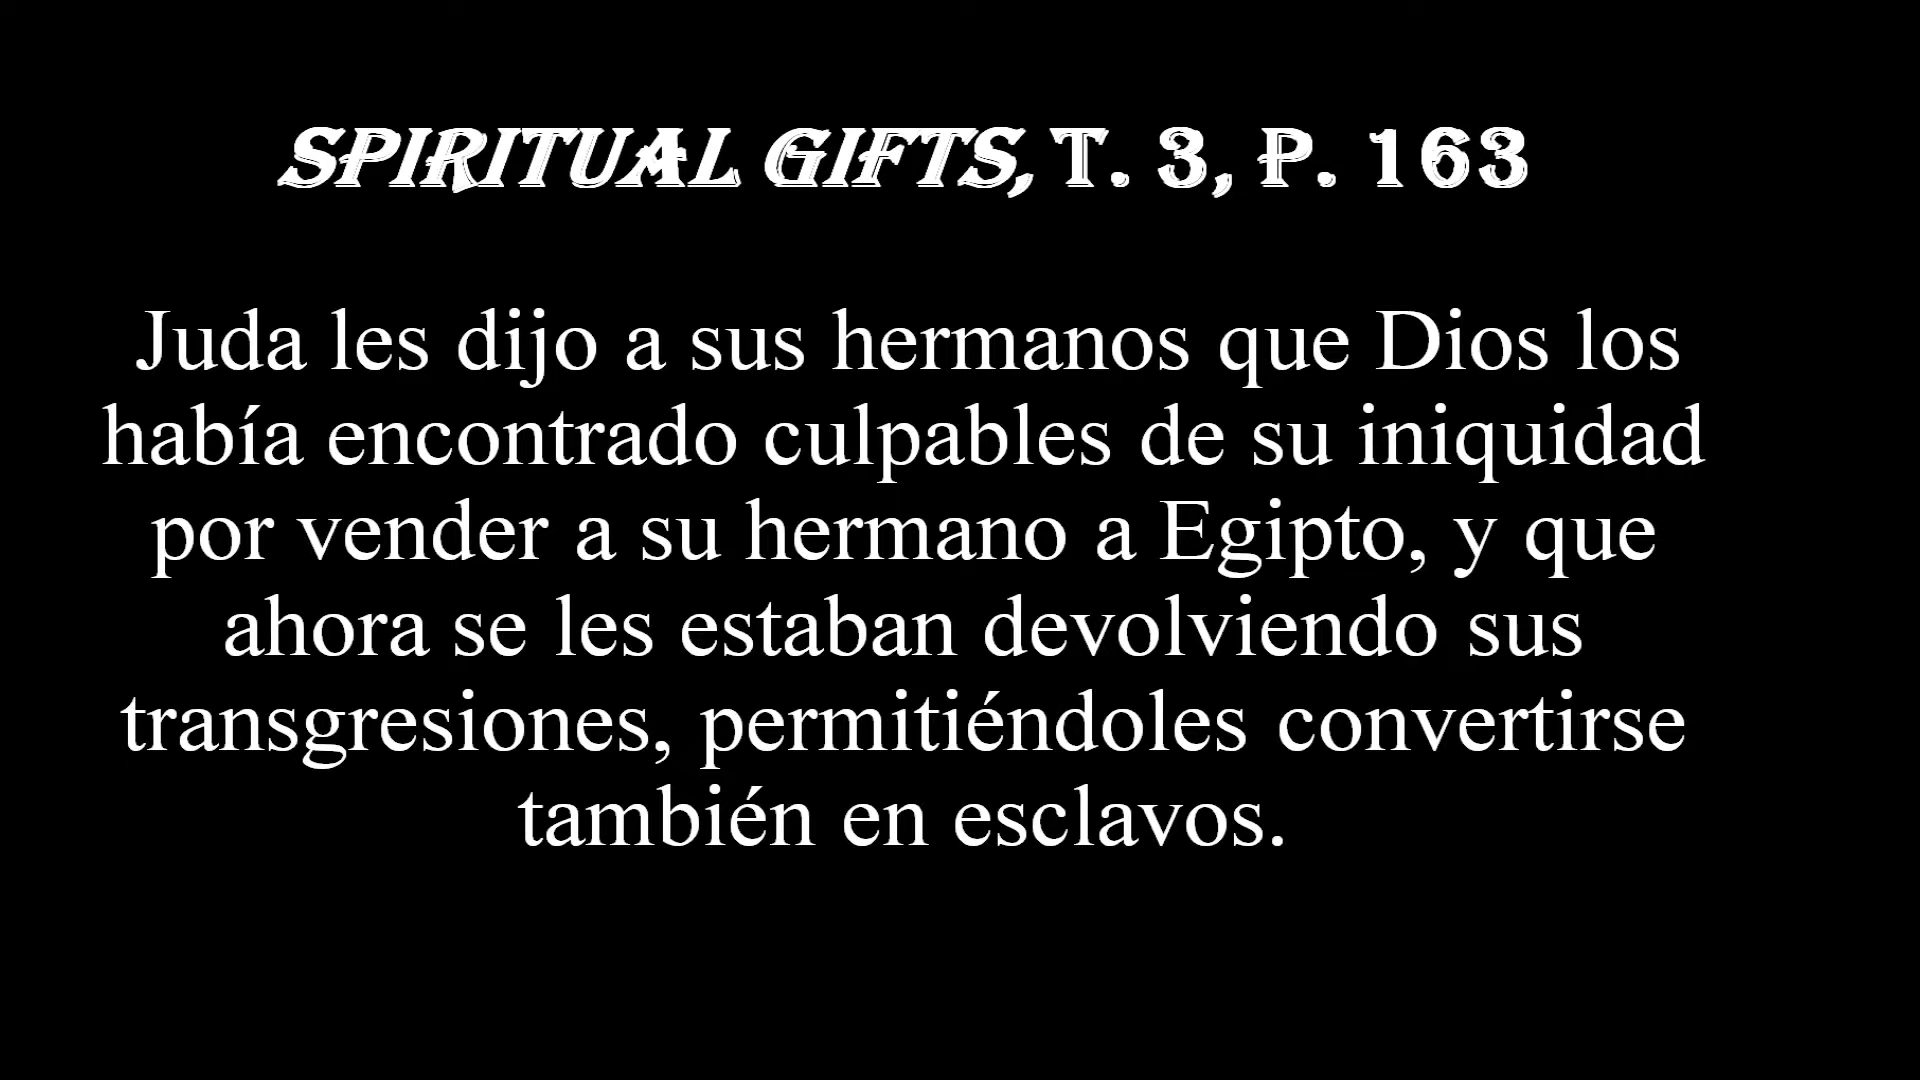 SPIRITUAL GIFTS, T. 3, P. 163
Juda les dijo a sus hermanos que Dios los
había encontrado culpables de su iniquidad
por vender a su hermano a Egipto, y que
ahora se les estaban devolviendo sus
transgresiones, permitiéndoles convertirse
también en esclavos.